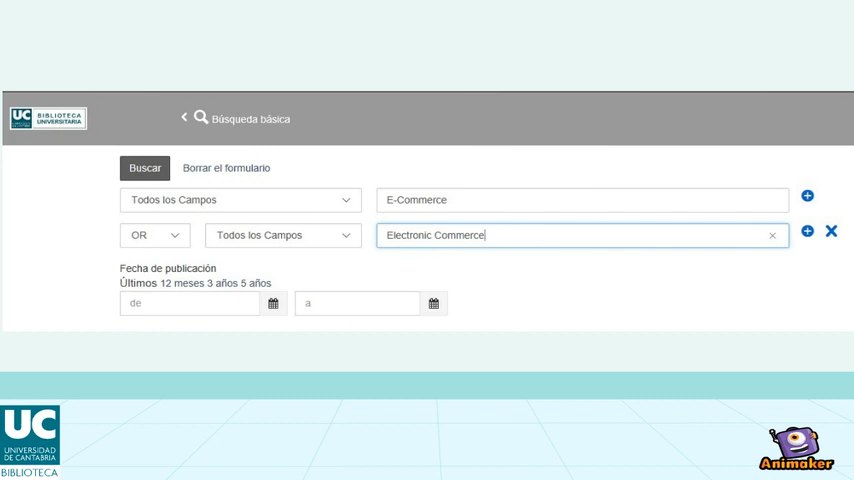 UC BIBLIOTECA UNIVERSITARIA
Búsqueda básica
Buscar Borrar el formulario
Todos los Campos E-Commerce
OR Todos los Campos Electronic Commerce
Fecha de publicación
Últimos 12 meses 3 años 5 años
de a
UC
UNIVERSIDAD
DE CANTABRIA
BIBLIOTECA
Animaker